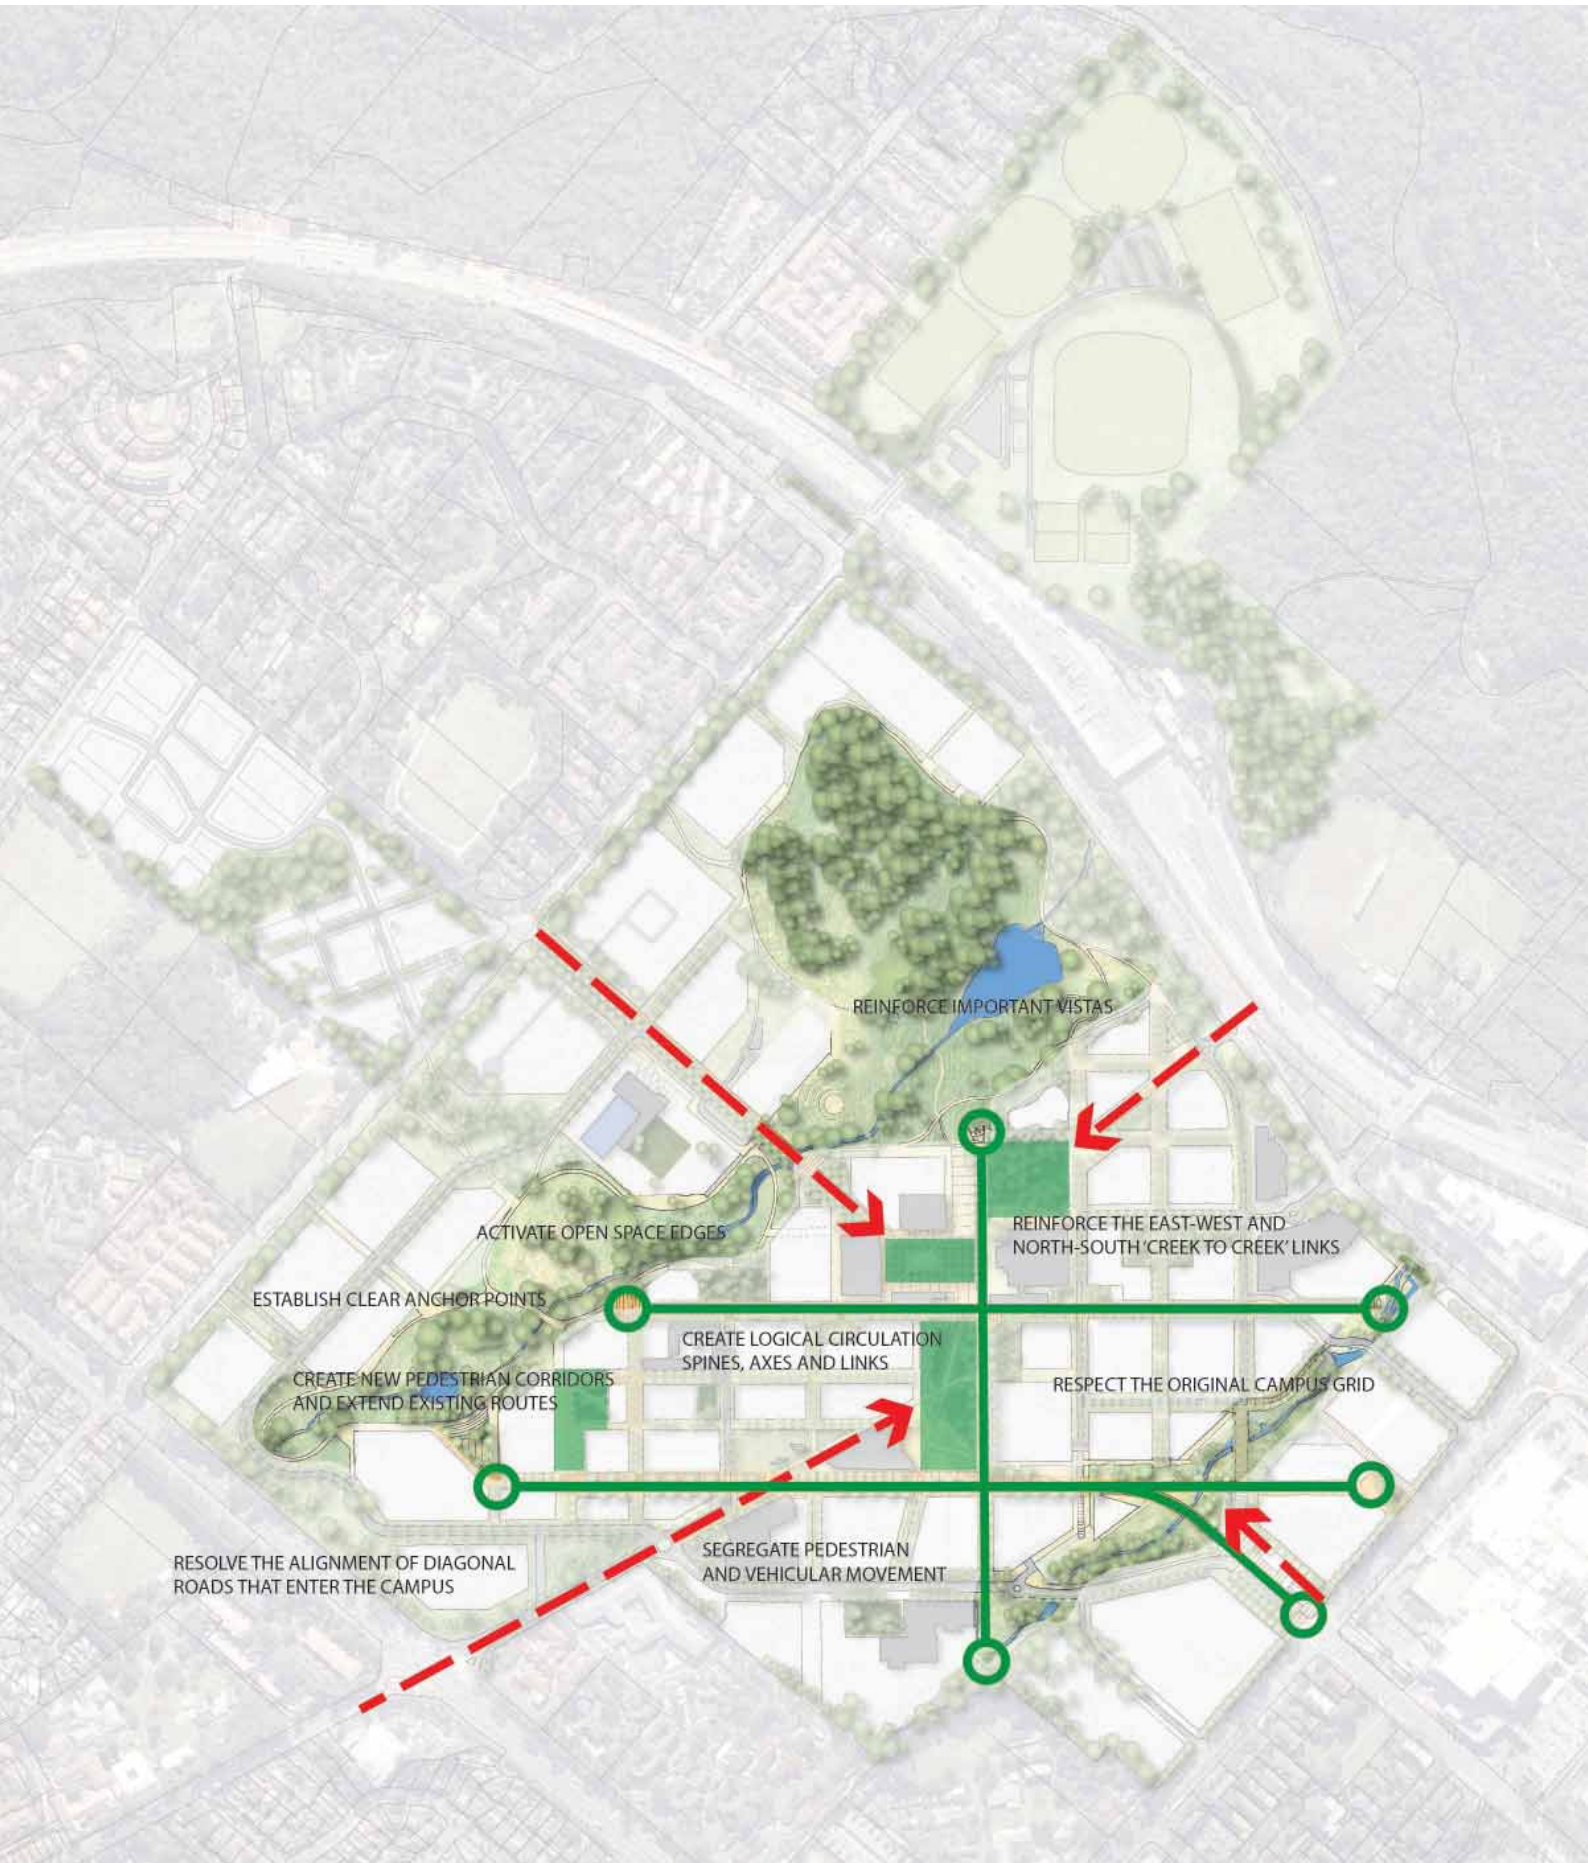 REINFORCE IMPORTANT VISTAS
ACTIVATE OPEN SPACE EDGES
REINFORCE THE EAST-WEST AND
NORTH-SOUTH 'CREEK TO CREEK' LINKS
ESTABLISH CLEAR ANCHOR POINTS
CREATE LOGICAL CIRCULATION
SPINES, AXES AND LINKS
CREATE NEW PEDESTRIAN CORRIDORS
AND EXTEND EXISTING ROUTES
RESPECT THE ORIGINAL CAMPUS GRID
RESOLVE THE ALIGNMENT OF DIAGONAL
ROADS THAT ENTER THE CAMPUS
SEGREGATE PEDESTRIAN
AND VEHICULAR MOVEMENT